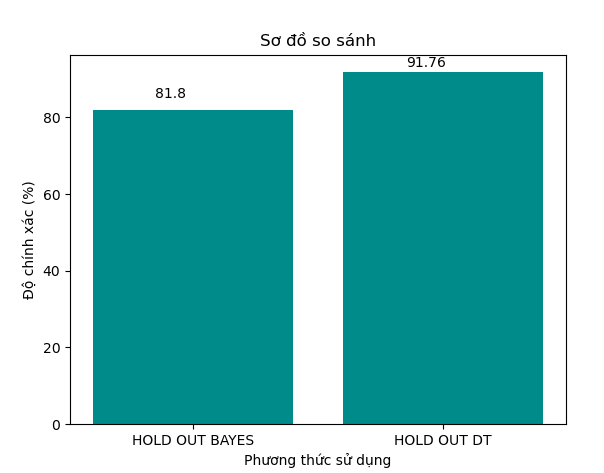 Sơ đồ so sánh
91.76
81.8
80
60
40
20
0
Độ chính xác (%)
HOLD OUT BAYES
HOLD OUT DT
Phương thức sử dụng